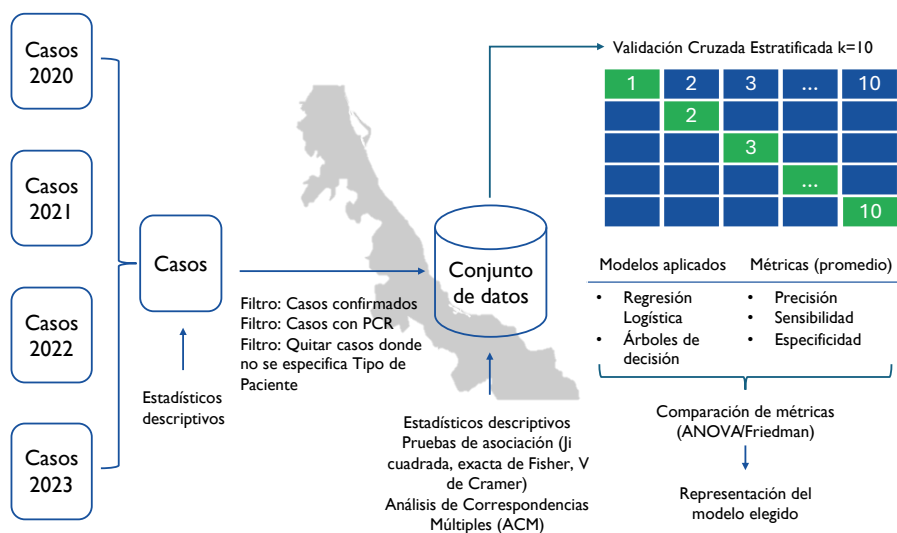 Casos
2020
Casos
2021
Casos
2022
Casos
2023
Casos
Estadísticos
descriptivos
Filtro: Casos confirmados
Filtro: Casos con PCR
Filtro: Quitar casos donde
no se especifica Tipo de
Paciente
Conjunto
de datos
Estadísticos descriptivos
Pruebas de asociación (Ji
cuadrada, exacta de Fisher, V
de Cramer)
Análisis de Correspondencias
Múltiples (ACM)
Validación Cruzada Estratificada k=10
1 2 3 ... 10
2
3
...
10
Modelos aplicados
• Regresión
Logística
• Árboles de
decisión
Métricas (promedio)
• Precisión
• Sensibilidad
• Especificidad
Comparación de métricas
(ANOVA/Friedman)
Representación del
modelo elegido